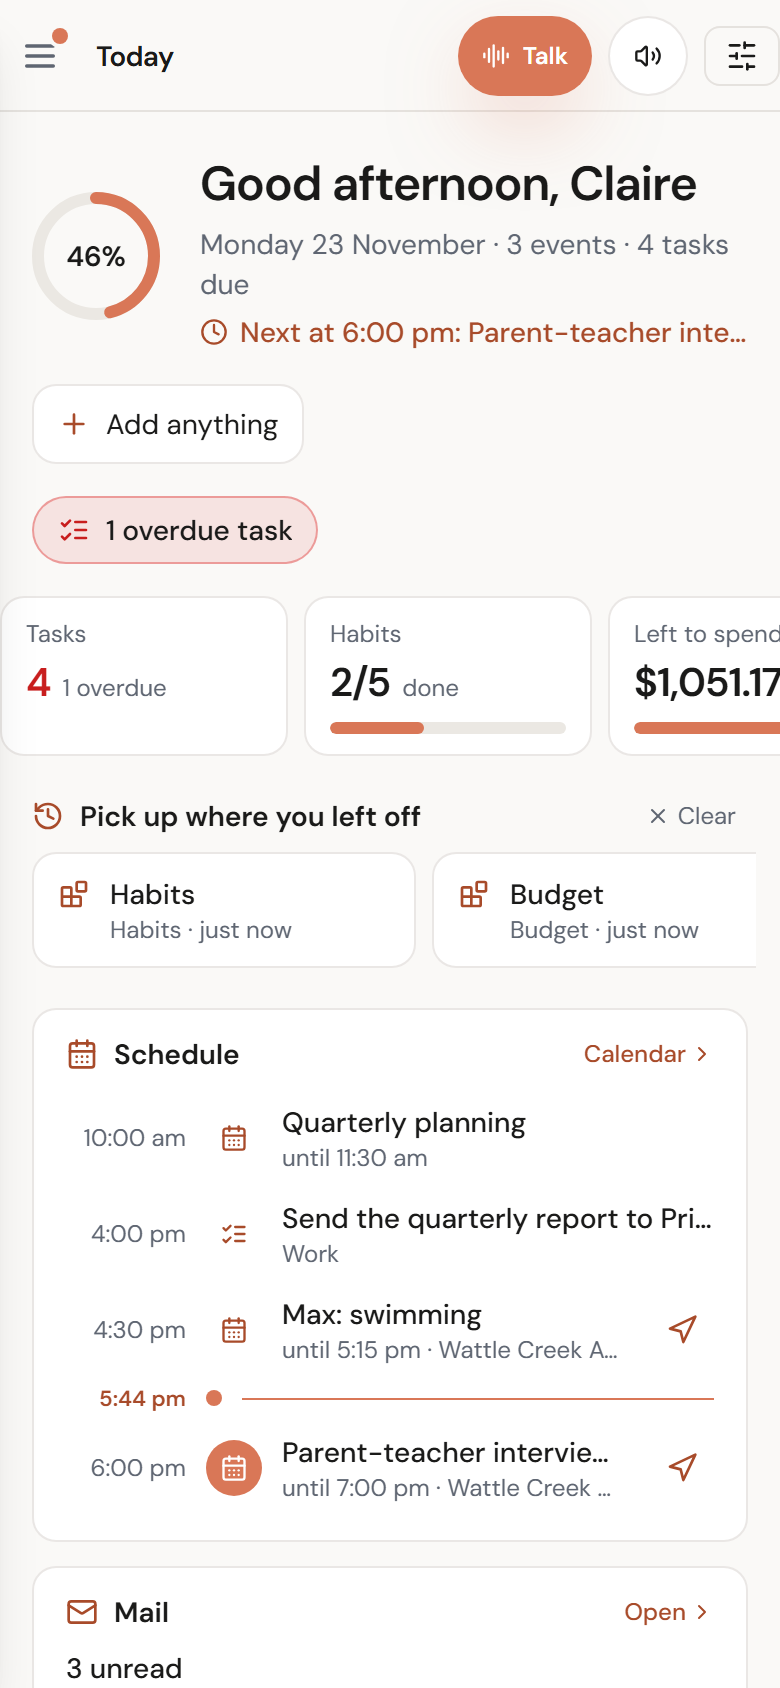 Today
Talk
46%
Good afternoon, Claire
Monday 23 November · 3 events · 4 tasks
due
Next at 6:00 pm: Parent-teacher inte...
Add anything
1 overdue task
Tasks
4 1 overdue
Habits
2/5 done
Left to spend
$1,051.17
Pick up where you left off
Clear
Habits
Habits · just now
Budget
Budget · just now
Schedule
Calendar
10:00 am
Quarterly planning
until 11:30 am
4:00 pm
Send the quarterly report to Pri...
Work
4:30 pm
Max: swimming
until 5:15 pm · Wattle Creek A...
5:44 pm
6:00 pm
Parent-teacher intervie...
until 7:00 pm · Wattle Creek ...
Mail
Open
3 unread